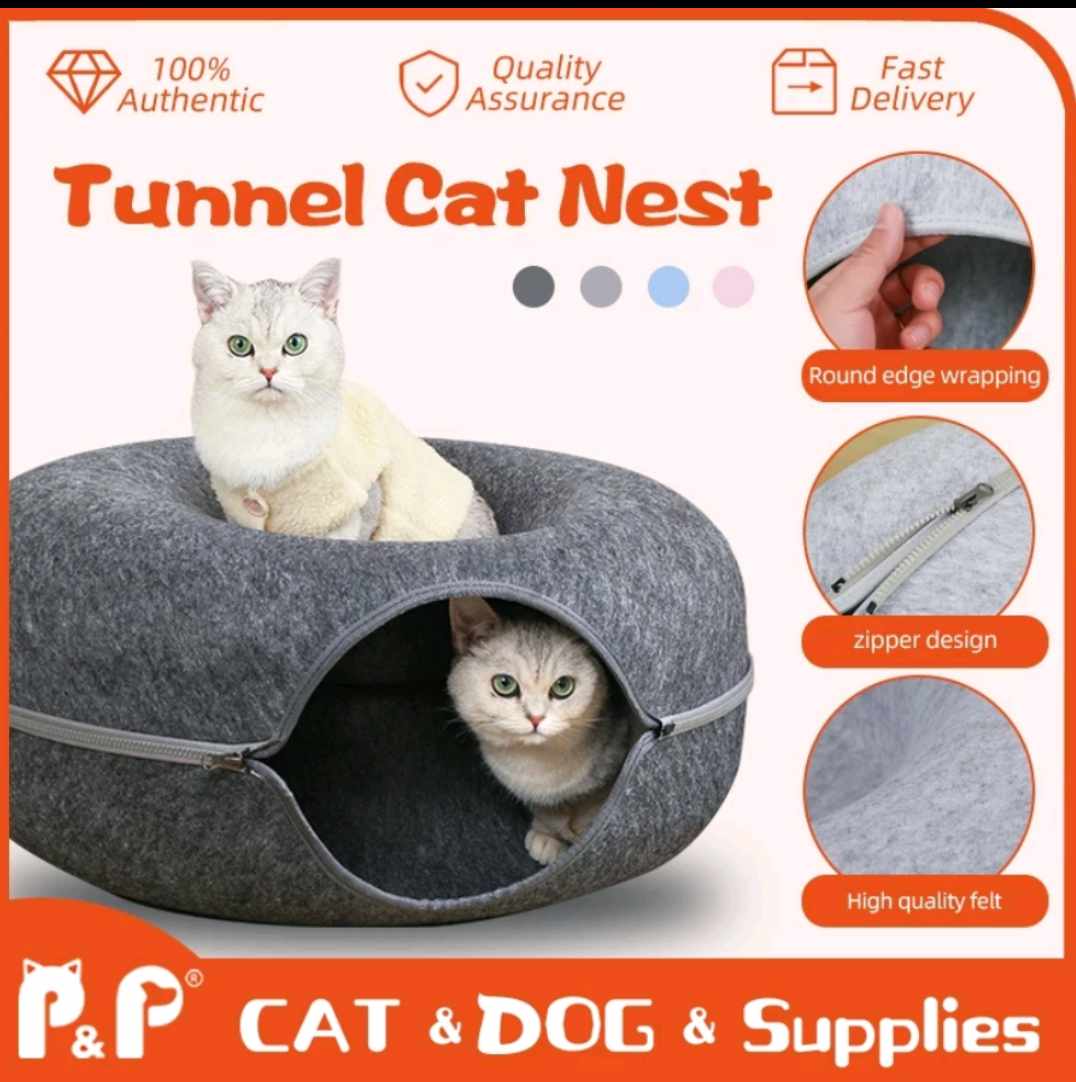 100%
Authentic
Quality
Assurance
Fast
Delivery
Tunnel Cat Nest
Round edge wrapping
zipper design
High quality felt
P&P®
CAT & DOG & Supplies